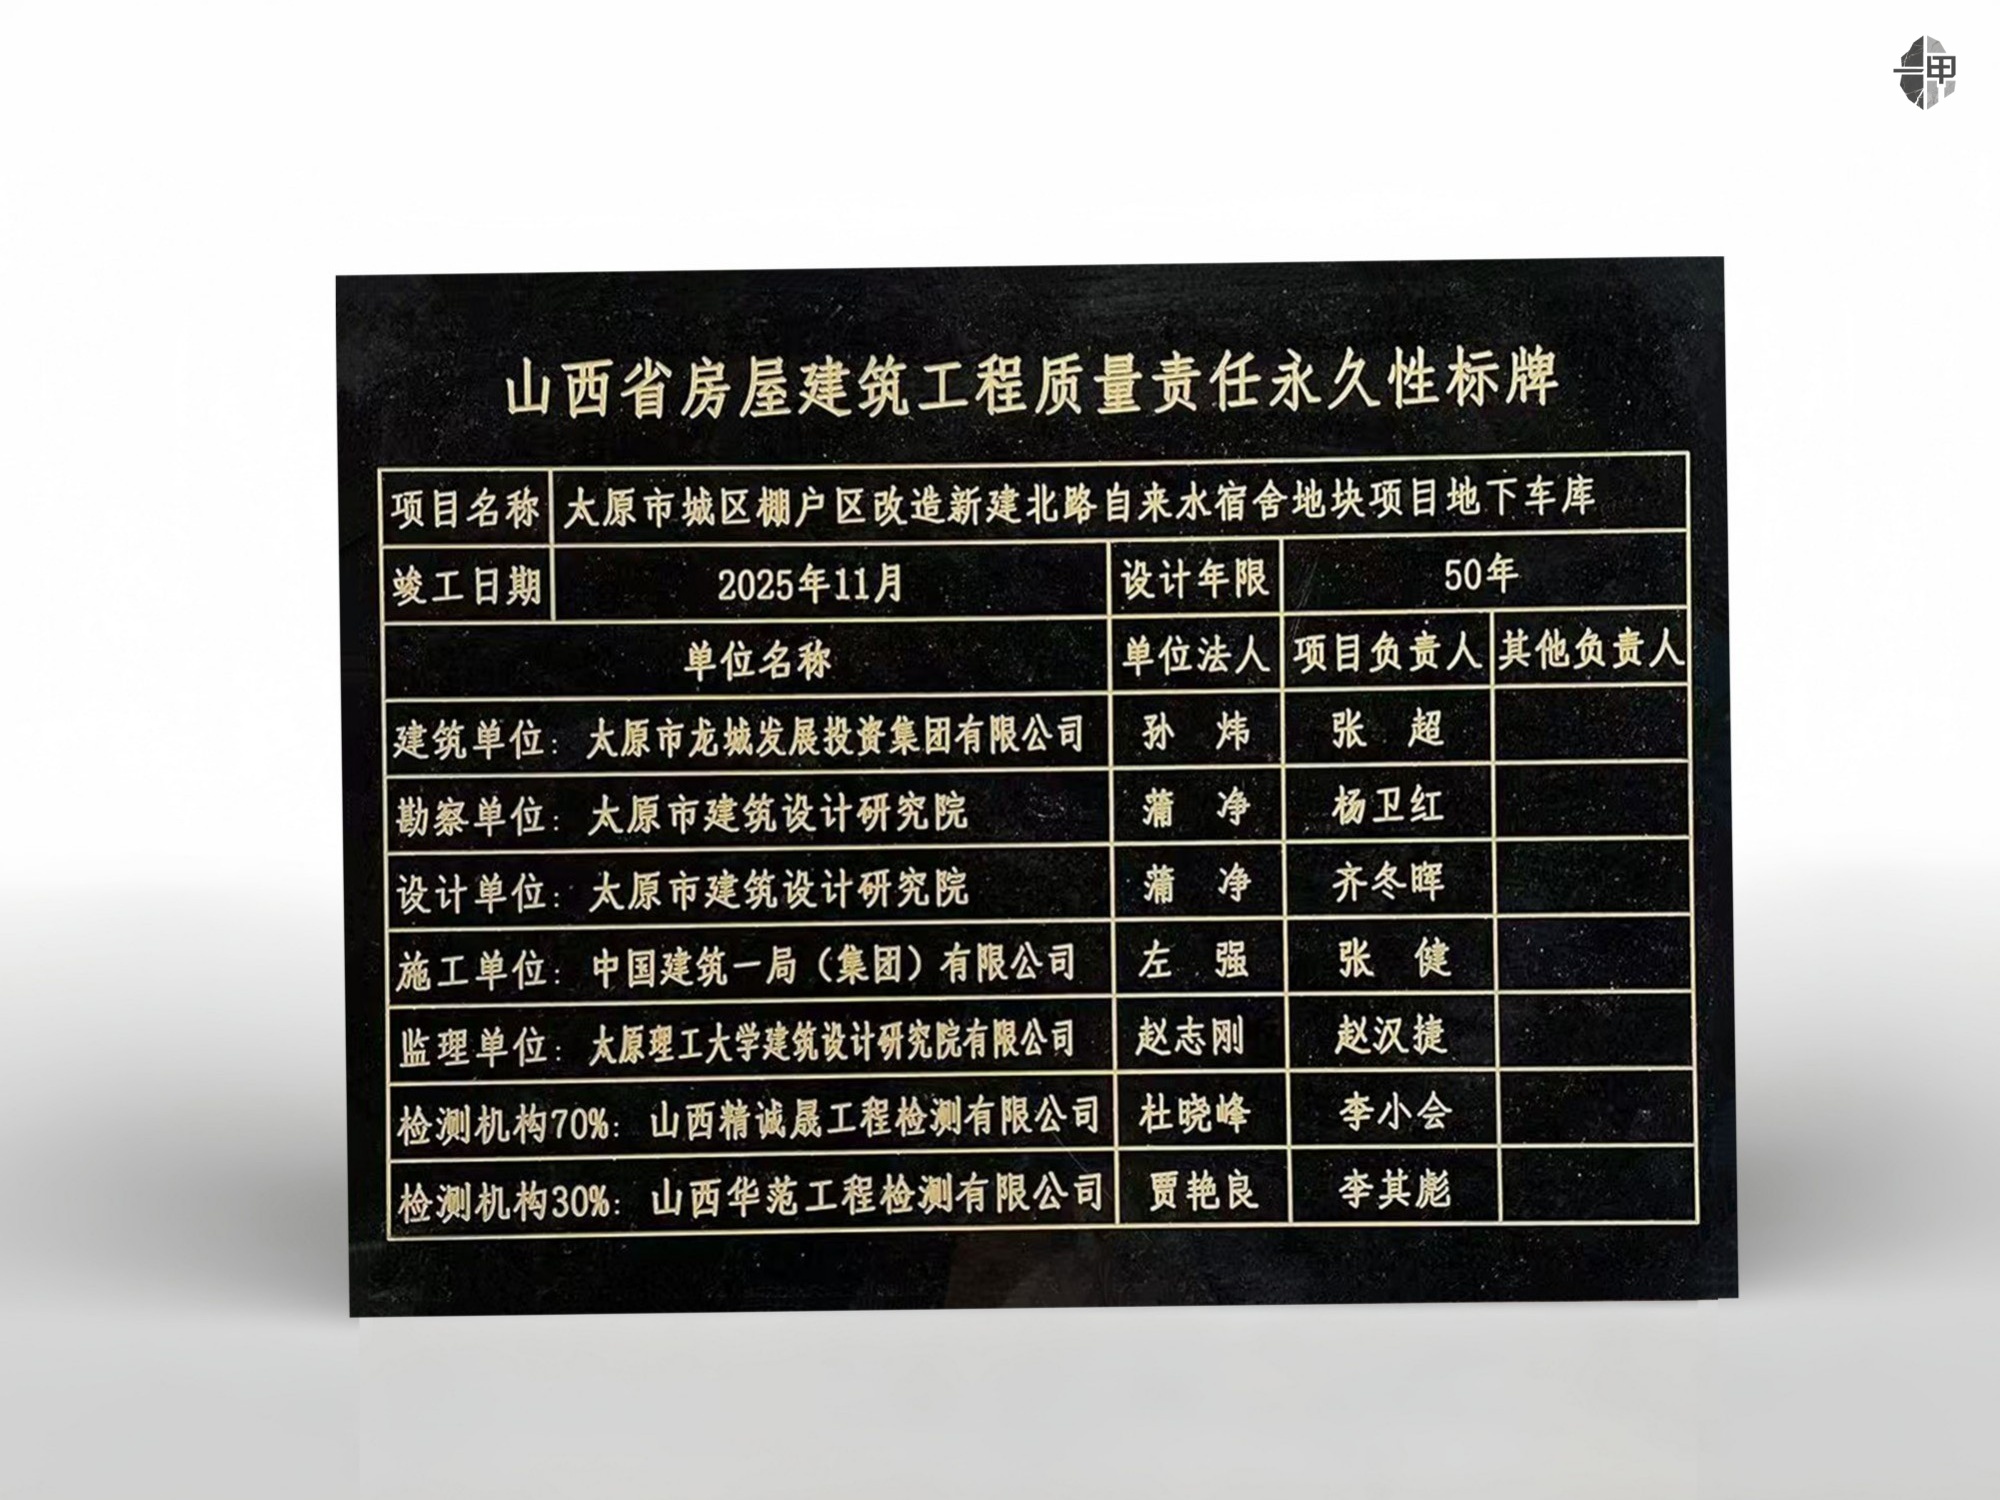 一甲
山西省房屋建筑工程质量责任永久性标牌
项目名称 太原市城区棚户区改造新建北路自来水宿舍地块项目地下车库
竣工日期 2025年11月 设计年限 50年
单位名称 单位法人 项目负责人 其他负责人
建筑单位：太原市龙城发展投资集团有限公司 孙 炜 张 超
勘察单位：太原市建筑设计研究院 蒲 净 杨卫红
设计单位：太原市建筑设计研究院 蒲 净 齐冬晖
施工单位：中国建筑一局（集团）有限公司 左 强 张 健
监理单位：太原理工大学建筑设计研究院有限公司 赵志刚 赵汉捷
检测机构70%：山西精诚晟工程检测有限公司 杜晓峰 李小会
检测机构30%：山西华范工程检测有限公司 贾艳良 李其彪